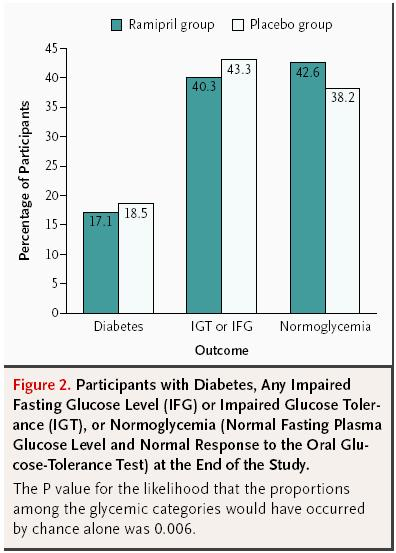 Ramipril group Placebo group
45
40
35
30
25
20
15
10
5
0
Percentage of Participants
17.1
18.5
40.3
43.3
42.6
38.2
Diabetes IGT or IFG Normoglycemia
Outcome
Figure 2. Participants with Diabetes, Any Impaired
Fasting Glucose Level (IFG) or Impaired Glucose Toler-
ance (IGT), or Normoglycemia (Normal Fasting Plasma
Glucose Level and Normal Response to the Oral Glu-
cose-Tolerance Test) at the End of the Study.
The P value for the likelihood that the proportions
among the glycemic categories would have occurred
by chance alone was 0.006.